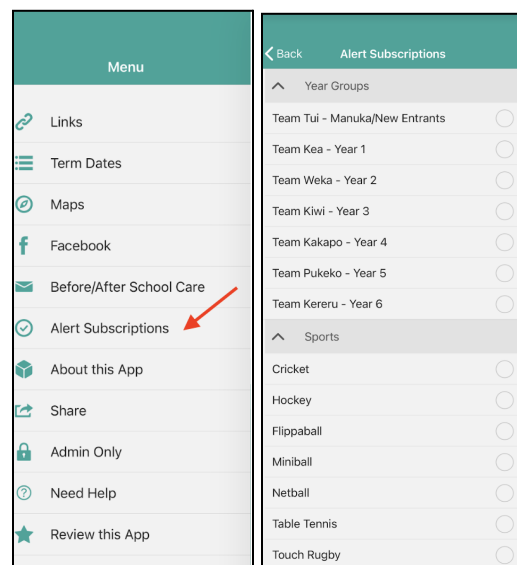 Menu
Links
Term Dates
Maps
Facebook
Before/After School Care
Alert Subscriptions
About this App
Share
Admin Only
Need Help
Review this App
Back Alert Subscriptions
Year Groups
Team Tui - Manuka/New Entrants
Team Kea - Year 1
Team Weka - Year 2
Team Kiwi - Year 3
Team Kakapo - Year 4
Team Pukeko - Year 5
Team Kereru - Year 6
Sports
Cricket
Hockey
Flippaball
Miniball
Netball
Table Tennis
Touch Rugby